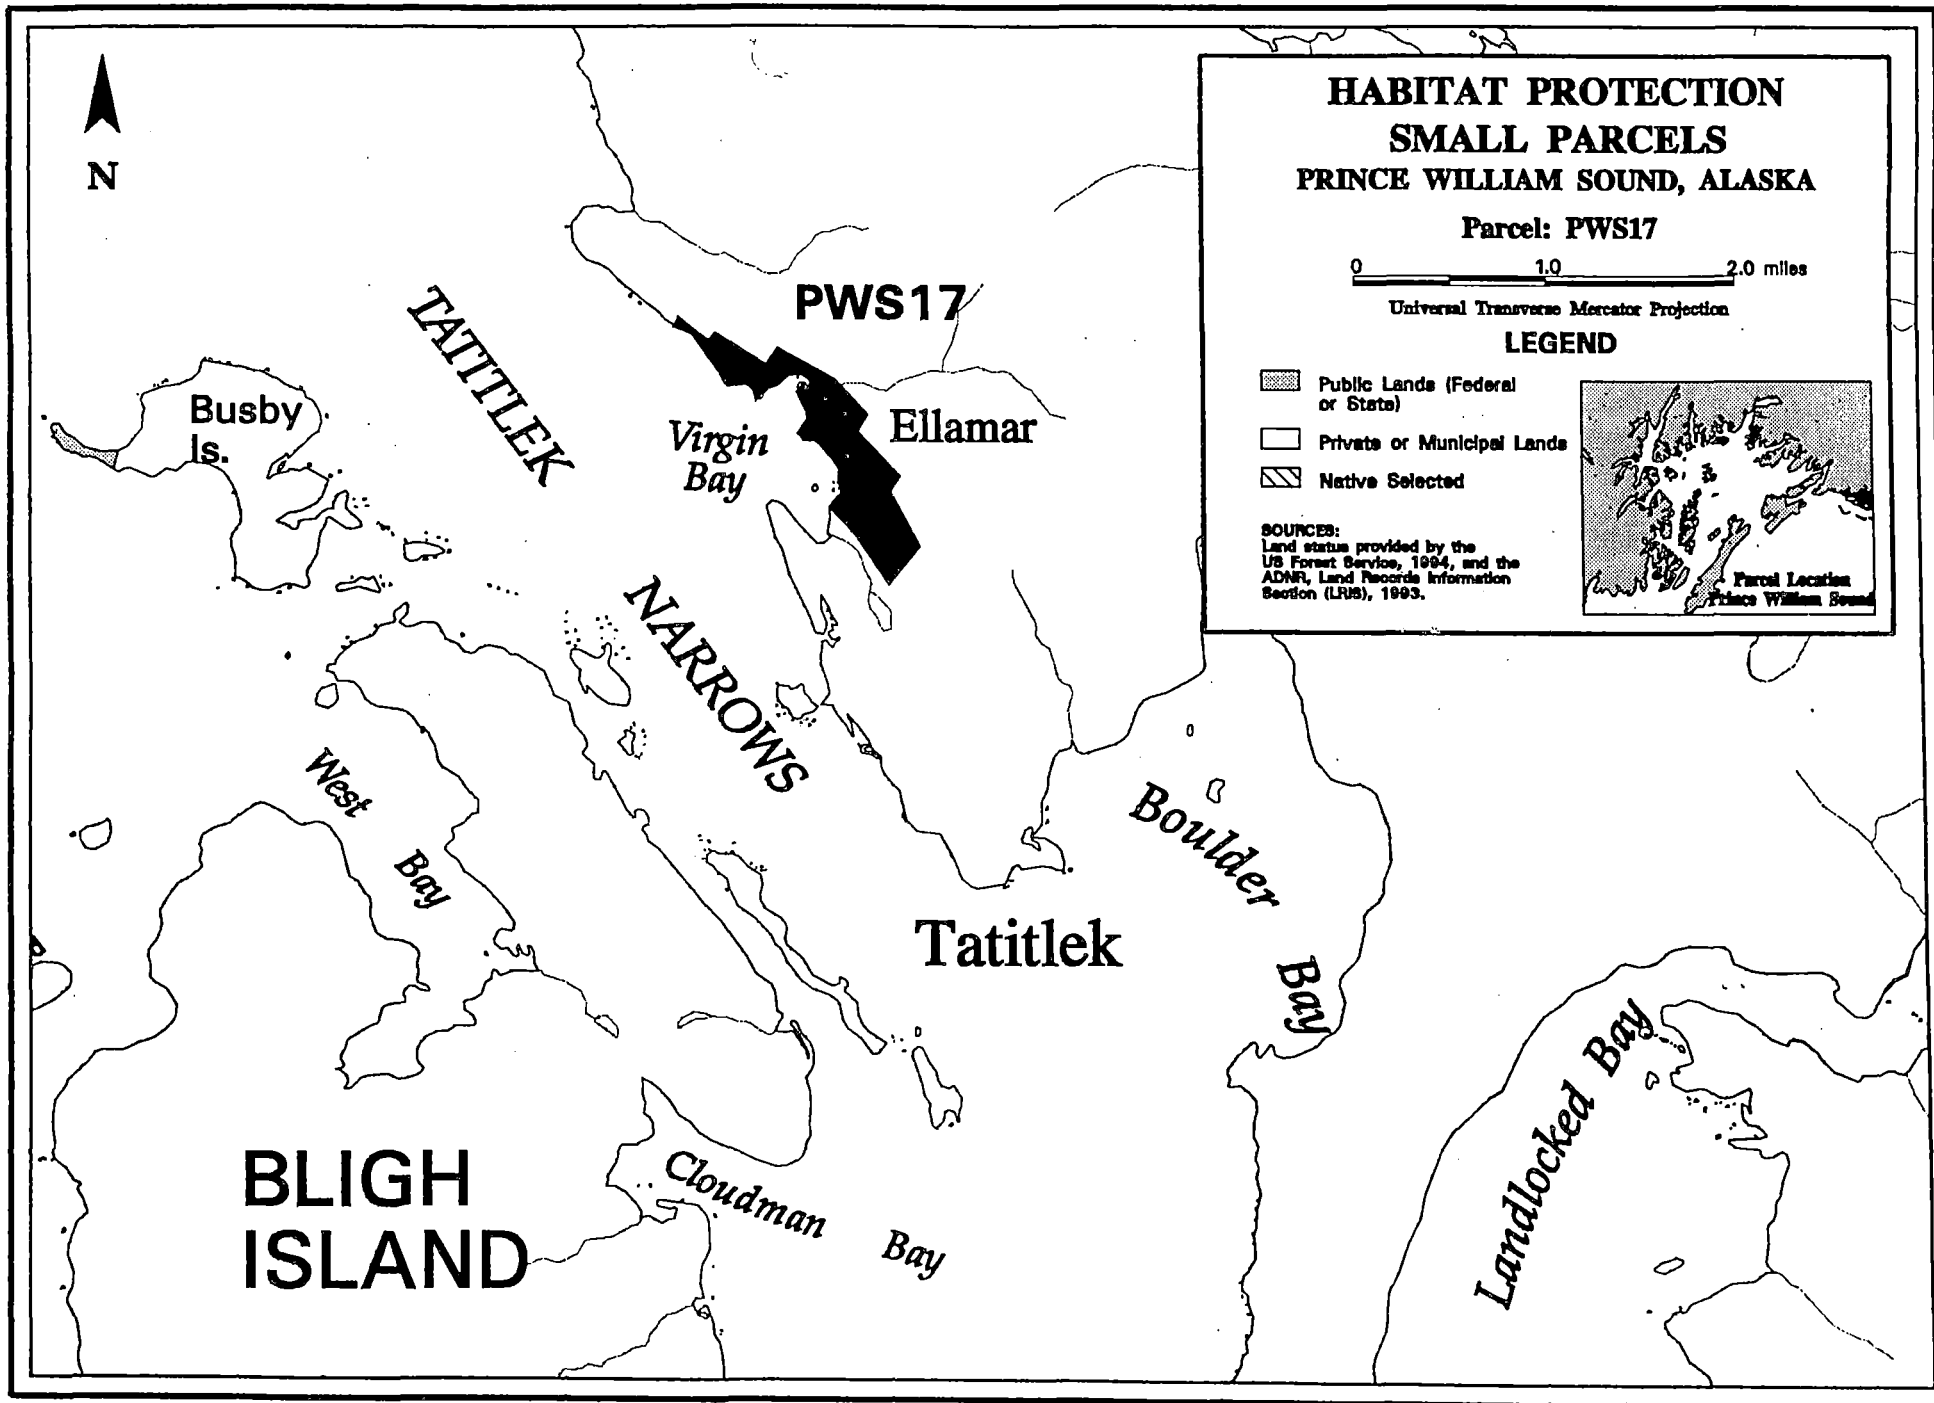 N
HABITAT PROTECTION
SMALL PARCELS
PRINCE WILLIAM SOUND, ALASKA
Parcel: PWS17
0 1.0 2.0 miles
Universal Transverse Mercator Projection
LEGEND
Public Lands (Federal
or State)
Private or Municipal Lands
Native Selected
SOURCES:
Land status provided by the
US Forest Service, 1994, and the
ADNR, Land Records Information
Section (LRIS), 1993.
Parcel Location
Prince William Sound
PWS17
TATITLEK
NARROWS
Busby
Is.
Virgin
Bay
Ellamar
West
Bay
Boulder
Bay
Tatitlek
Landlocked Bay
BLIGH
ISLAND
Cloudman Bay